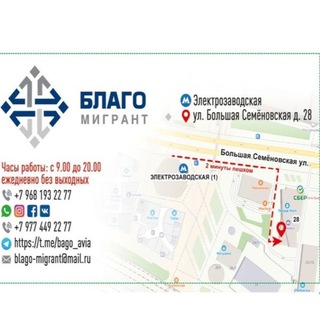 БЛАГО
МИГРАНТ
Электрозаводская
ул. Большая Семёновская д. 28
Часы работы: с 9.00 до 20.00
ежедневно без выходных
+7 968 193 22 77
+7 977 449 22 77
https://t.me/bago_avia
blago-migrant@mail.ru
Большая Семёновская ул.
2 минуты пешком
ЭЛЕКТРОЗАВОДСКАЯ (1)
СБЕР
28